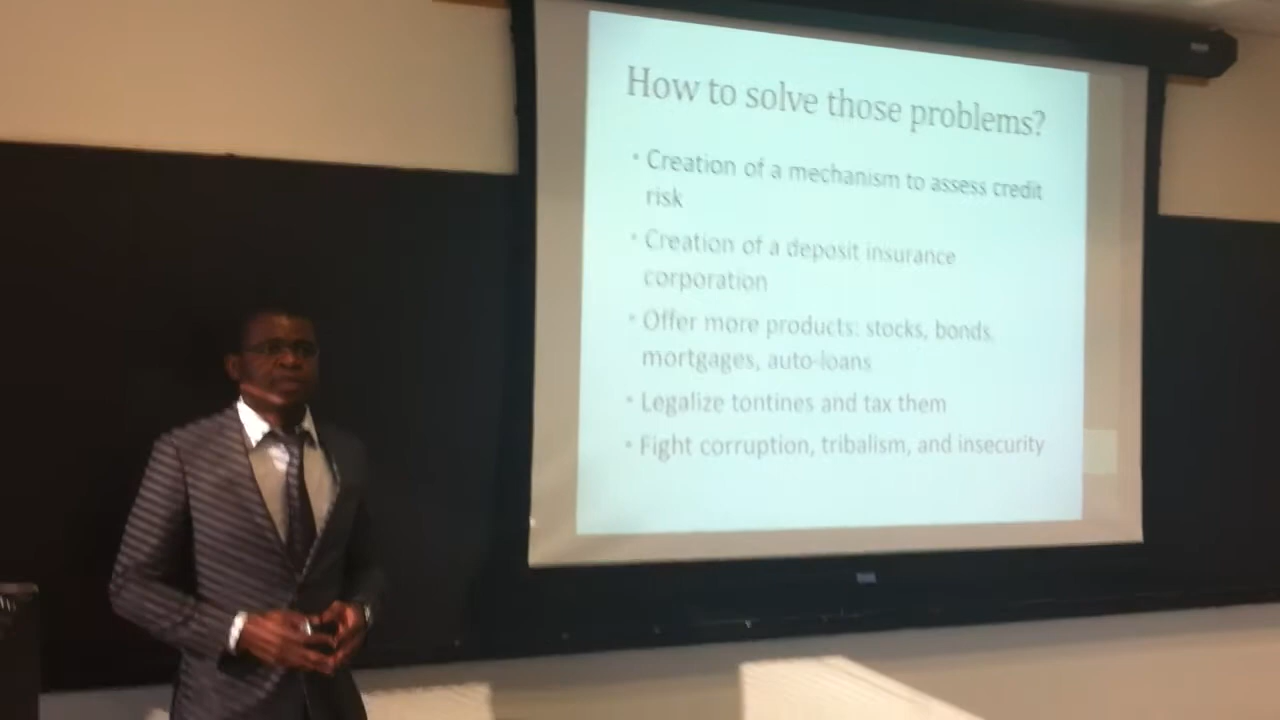 How to solve those problems?
• Creation of a mechanism to assess credit
risk
• Creation of a deposit insurance
corporation
• Offer more products: stocks, bonds,
mortgages, auto-loans
• Legalize tontines and tax them
• Fight corruption, tribalism, and insecurity